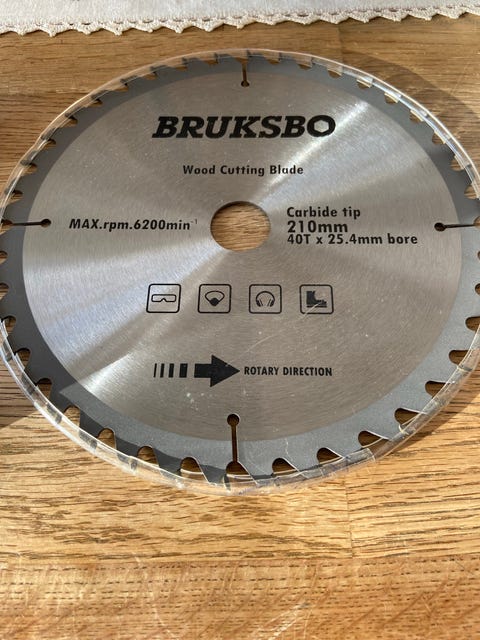 BRUKSBO
Wood Cutting Blade
MAX.rpm.6200min⁻¹
Carbide tip
210mm
40T x 25.4mm bore
ROTARY DIRECTION